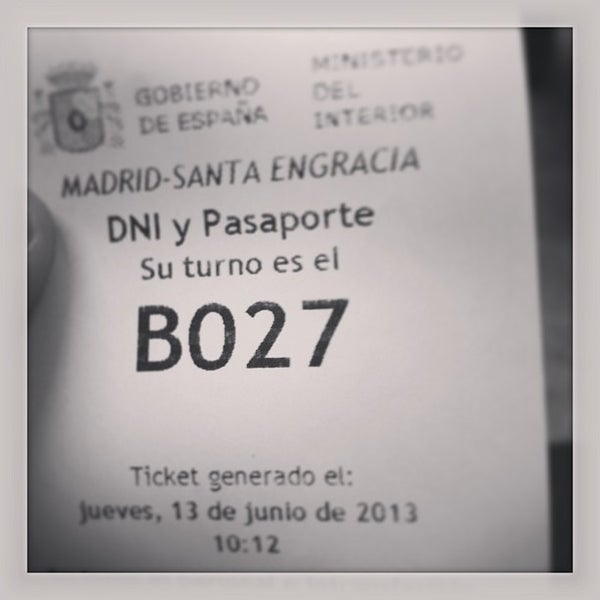 GOBIERNO DE ESPAÑA
MINISTERIO DEL INTERIOR
MADRID-SANTA ENGRACIA
DNI y Pasaporte
Su turno es el
B027
Ticket generado el:
jueves, 13 de junio de 2013
10:12